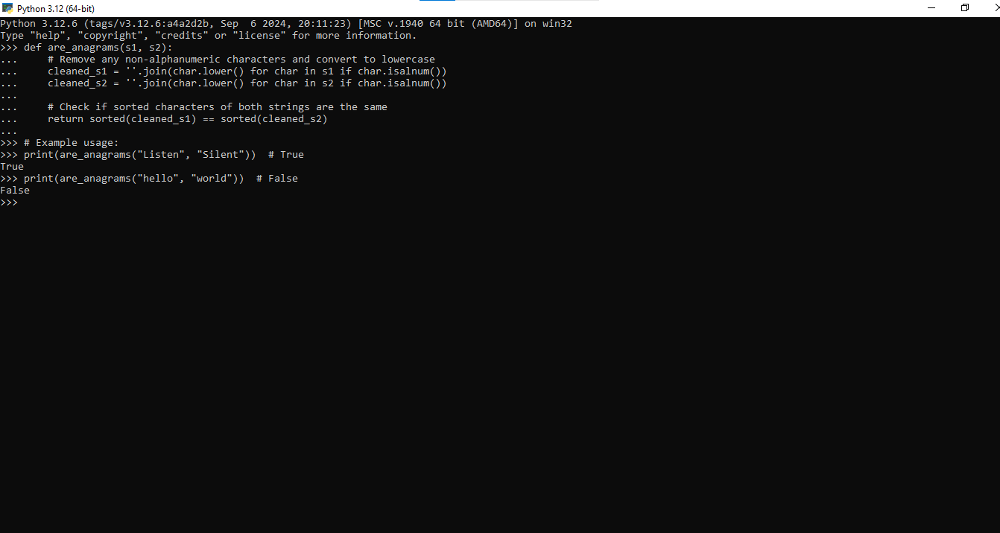 Python 3.12 (64-bit)
Python 3.12.6 (tags/v3.12.6:a4a2d2b, Sep  6 2024, 20:11:23) [MSC v.1940 64 bit (AMD64)] on win32
Type "help", "copyright", "credits" or "license" for more information.
>>> def are_anagrams(s1, s2):
...     # Remove any non-alphanumeric characters and convert to lowercase
...     cleaned_s1 = ''.join(char.lower() for char in s1 if char.isalnum())
...     cleaned_s2 = ''.join(char.lower() for char in s2 if char.isalnum())
...
...     # Check if sorted characters of both strings are the same
...     return sorted(cleaned_s1) == sorted(cleaned_s2)
...
>>> # Example usage:
>>> print(are_anagrams("Listen", "Silent"))  # True
True
>>> print(are_anagrams("hello", "world"))  # False
False
>>>